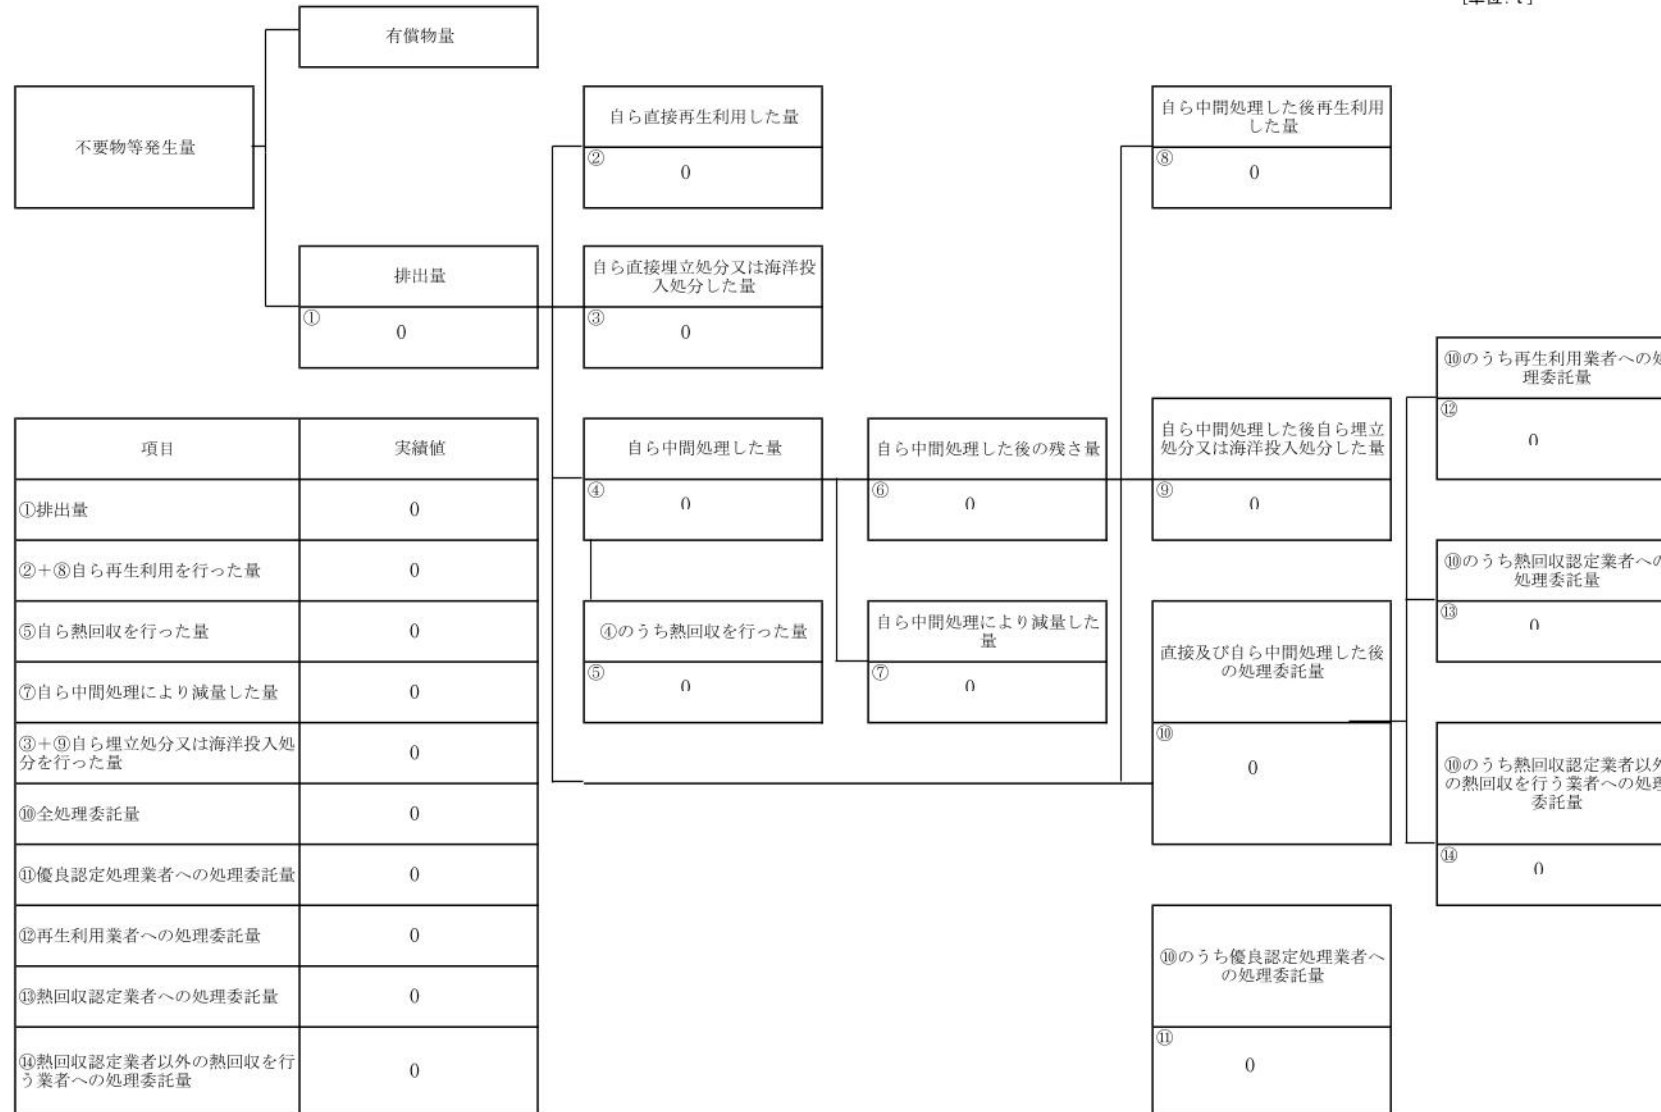 有償物量
不要物等発生量
排出量
①
0
自ら直接再生利用した量
②
0
自ら直接埋立処分又は海洋投
入処分した量
③
0
自ら中間処理した後再生利用
した量
⑧
0
自ら中間処理した量
④
0
④のうち熱回収を行った量
⑤
0
自ら中間処理した後の残さ量
⑥
0
自ら中間処理により減量した
量
⑦
0
自ら中間処理した後自ら埋立
処分又は海洋投入処分した量
⑨
0
直接及び自ら中間処理した後
の処理委託量
⑩
0
⑩のうち優良認定処理業者へ
の処理委託量
⑪
0
⑩のうち再生利用業者への処
理委託量
⑫
0
⑩のうち熱回収認定業者への
処理委託量
⑬
0
⑩のうち熱回収認定業者以外
の熱回収を行う業者への処理
委託量
⑭
0
項目 実績値
①排出量 0
②+⑧自ら再生利用を行った量 0
⑤自ら熱回収を行った量 0
⑦自ら中間処理により減量した量 0
③+⑨自ら埋立処分又は海洋投入処
分を行った量 0
⑩全処理委託量 0
⑪優良認定処理業者への処理委託量 0
⑫再生利用業者への処理委託量 0
⑬熱回収認定業者への処理委託量 0
⑭熱回収認定業者以外の熱回収を行
う業者への処理委託量 0